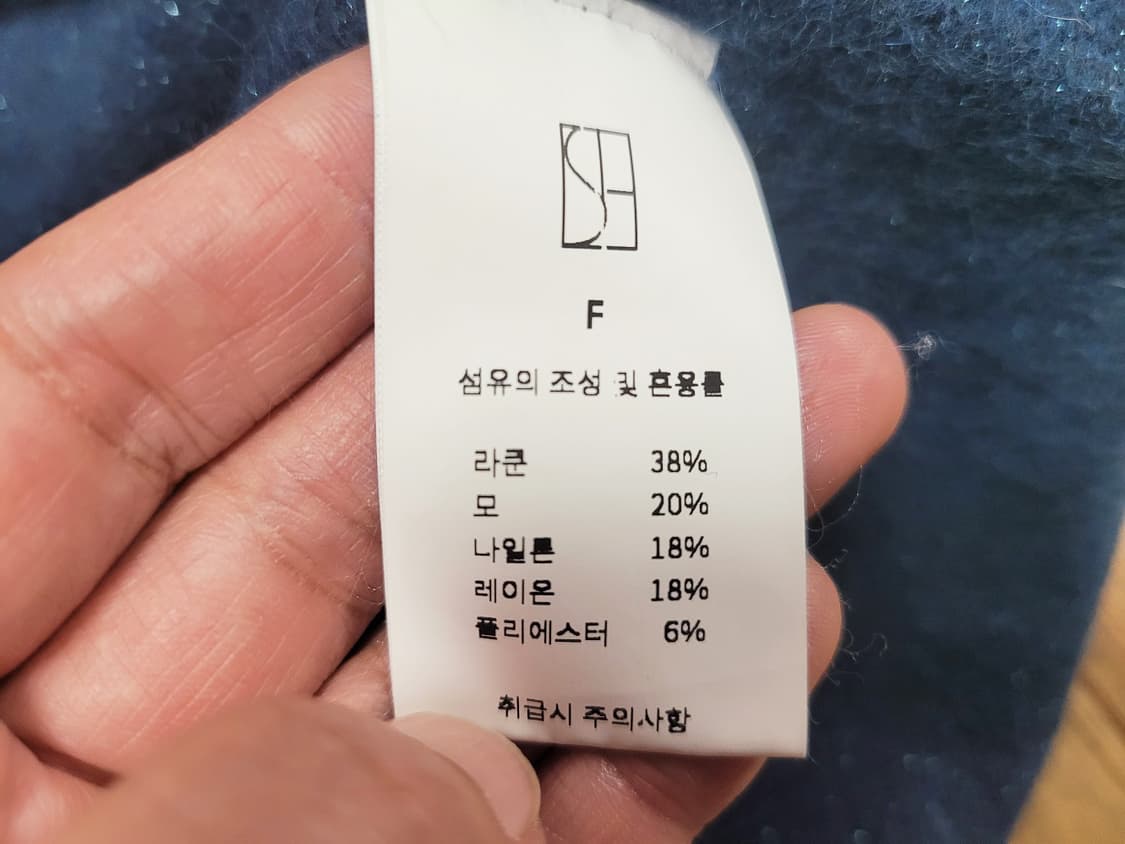 F
섬유의 조성 및 혼용률
라쿤 38%
모 20%
나일론 18%
레이온 18%
폴리에스터 6%
취급시 주의사항